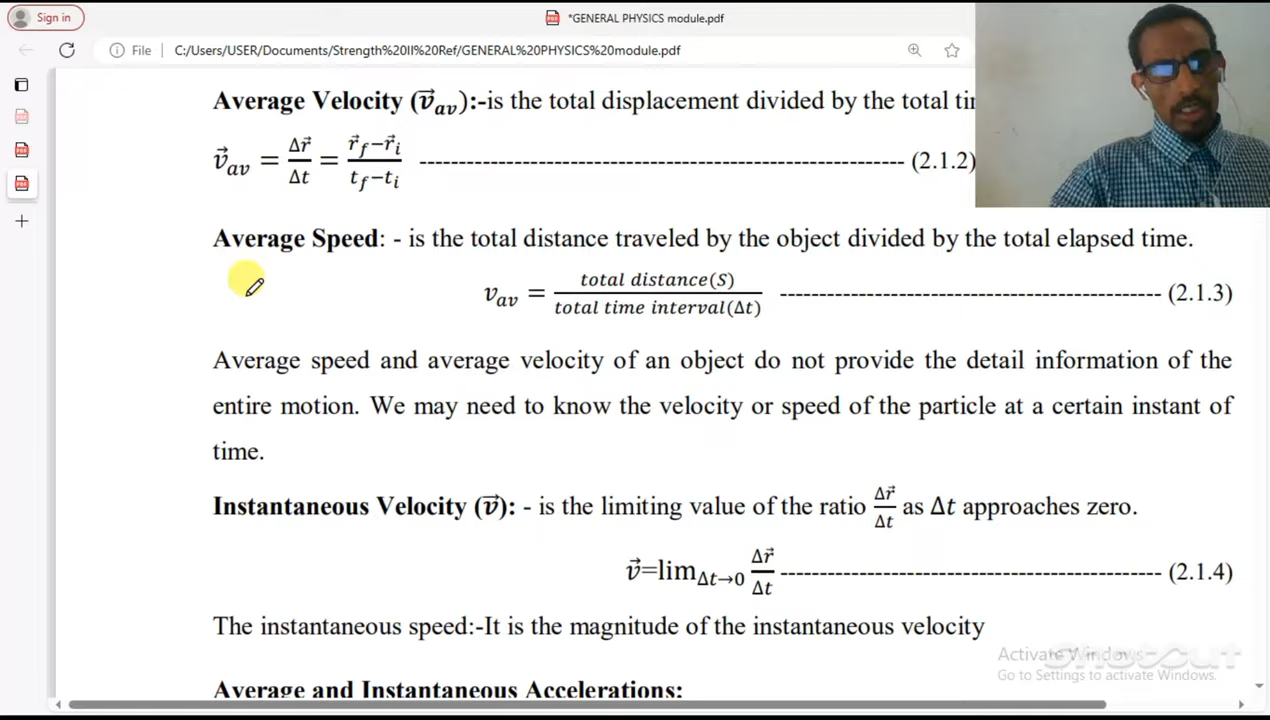 Sign in
*GENERAL PHYSICS module.pdf
File C:/Users/USER/Documents/Strength%20II%20Ref/GENERAL%20PHYSICS%20module.pdf
Average Velocity (v⃗av):-is the total displacement divided by the total
v⃗av = Δr⃗/Δt = r⃗f−r⃗i/tf−ti ---------------------------------------------------------------- (2.1.2)
Average Speed: - is the total distance traveled by the object divided by the total elapsed time.
vav = total distance(S)/total time interval(Δt) ------------------------------------------------- (2.1.3)
Average speed and average velocity of an object do not provide the detail information of the
entire motion. We may need to know the velocity or speed of the particle at a certain instant of
time.
Instantaneous Velocity (v⃗): - is the limiting value of the ratio Δr⃗/Δt as Δt approaches zero.
v⃗=limΔt→0 Δr⃗/Δt ------------------------------------------------- (2.1.4)
The instantaneous speed:-It is the magnitude of the instantaneous velocity
Activate Windows
shotcut
Go to Settings to activate Windows.
Average and Instantaneous Accelerations: